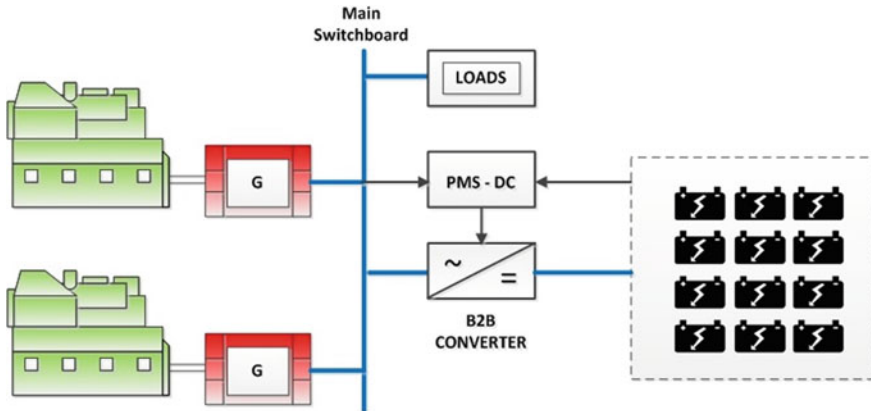 Main
Switchboard
LOADS
G
PMS - DC
~
=
B2B
CONVERTER
G